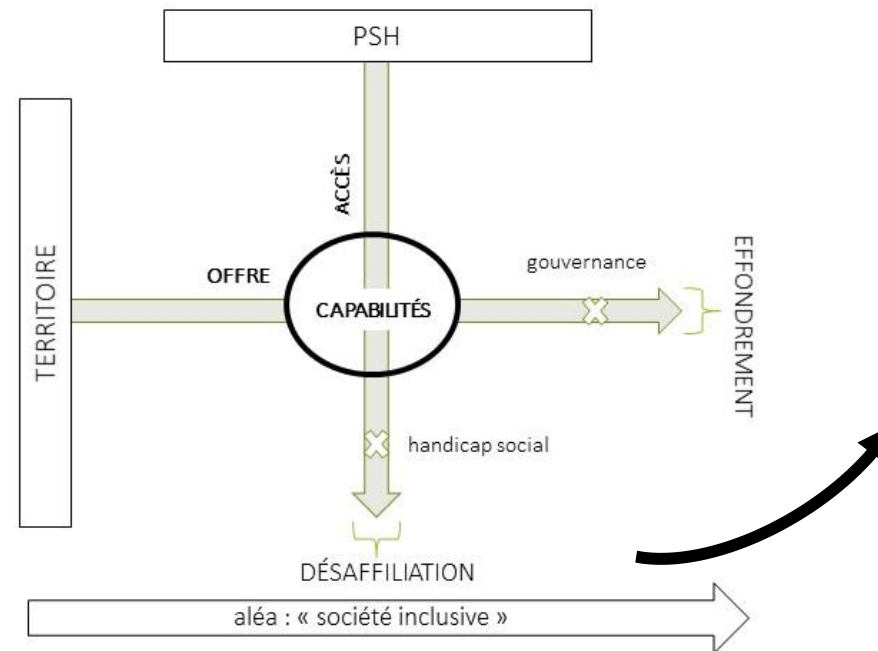 PSH
ACCÈS
TERRITOIRE
OFFRE
CAPABILITÉS
gouvernance
EFFONDREMENT
handicap social
DÉSAFFILIATION
aléa : « société inclusive »